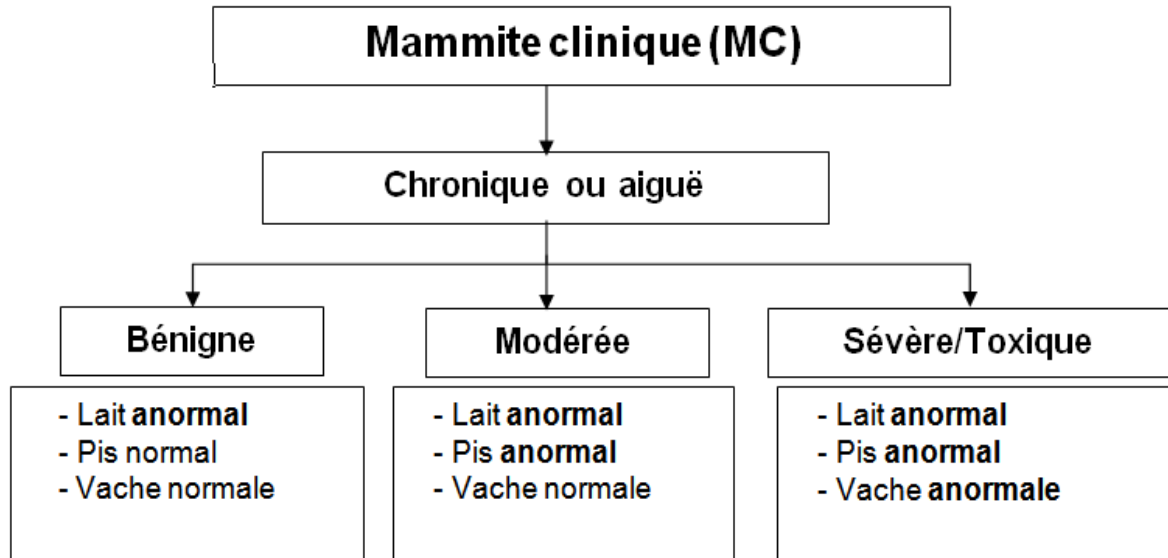 Mammite clinique (MC)
Chronique ou aiguë
Bénigne
- Lait anormal
- Pis normal
- Vache normale
Modérée
- Lait anormal
- Pis anormal
- Vache normale
Sévère/Toxique
- Lait anormal
- Pis anormal
- Vache anormale